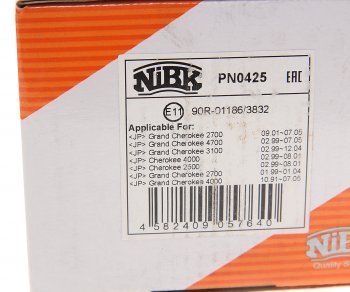 NiBK PN0425 EAC
E11 90R-01186/3832
Applicable For:
<JP> Grand Cherokee 2700 09.01~07.05
<JP> Grand Cherokee 4700 02.99~07.05
<JP> Grand Cherokee 3100 02.99~12.04
<JP> Cherokee 4000 02.99~08.01
<JP> Cherokee 2500 02.99~08.01
<JP> Grand Cherokee 2700 01.99~01.04
<JP> Grand Cherokee 4000 10.91~07.05
4 582409 057640
NiBK
Quality